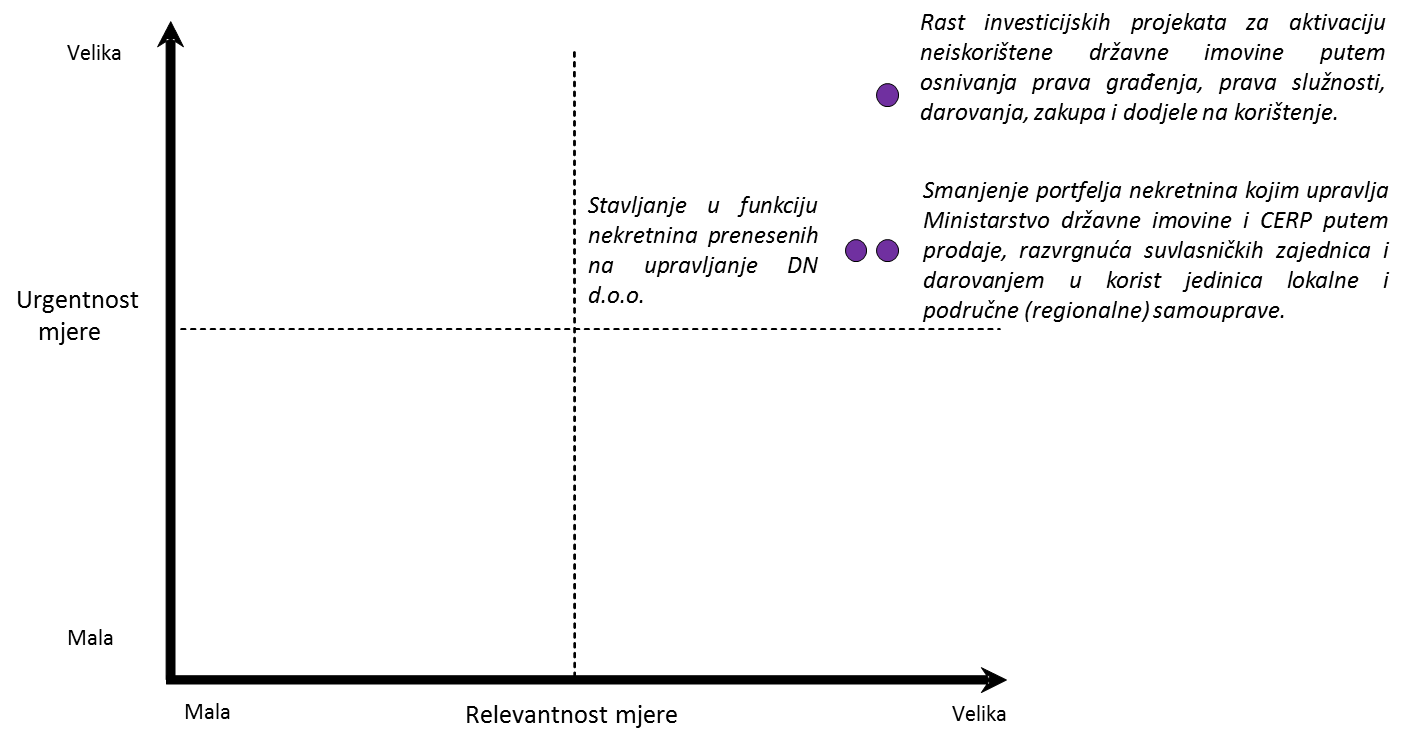 Velika
Rast investicijskih projekata za aktivaciju
neiskorištene državne imovine putem
osnivanja prava građenja, prava služnosti,
darovanja, zakupa i dodjele na korištenje.
Stavljanje u funkciju
nekretnina prenesenih
na upravljanje DN
d.o.o.
Smanjenje portfelja nekretnina kojim upravlja
Ministarstvo državne imovine i CERP putem
prodaje, razvrgnuća suvlasničkih zajednica i
darovanjem u korist jedinica lokalne i
područne (regionalne) samouprave.
Urgentnost
mjere
Mala
Mala
Relevantnost mjere
Velika